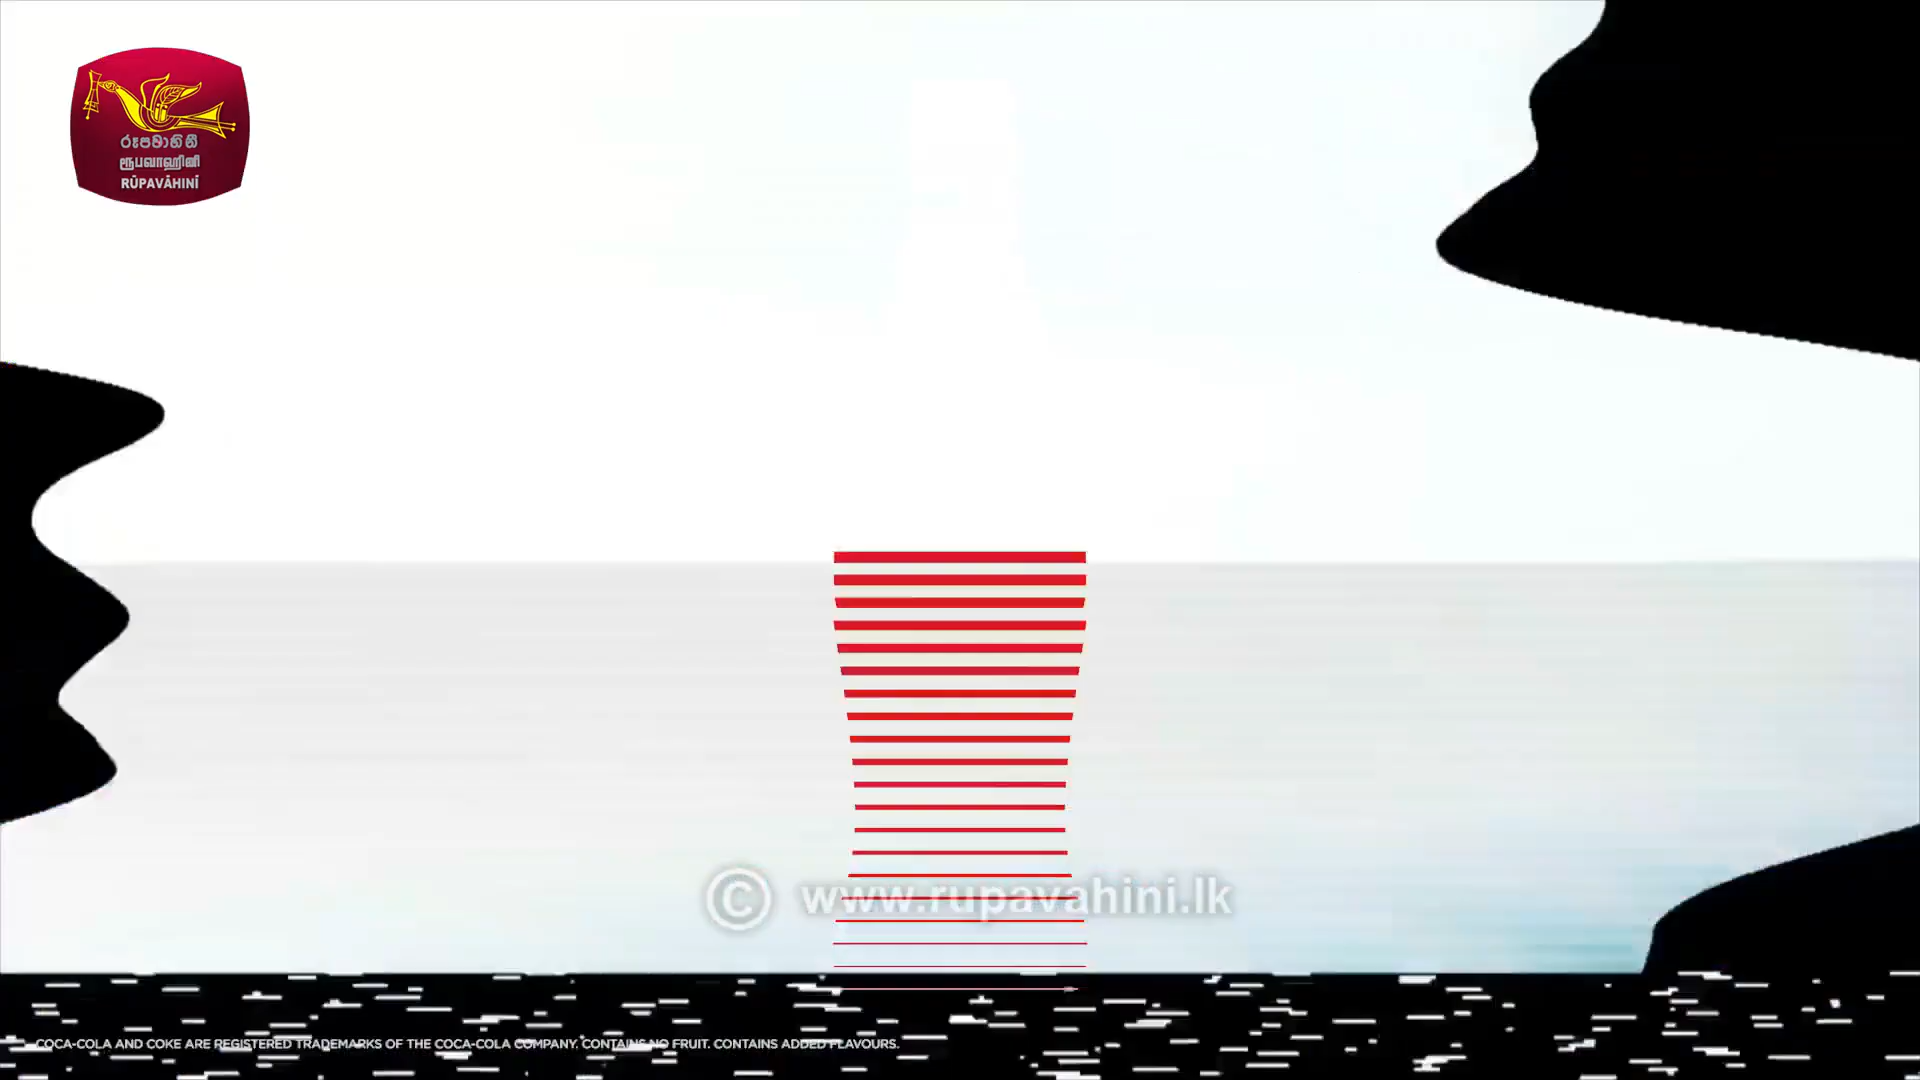 රූපවාහිනී
ரூபவாஹினி
RŪPAVĀHINĪ
© www.rupavahini.lk
COCA-COLA AND COKE ARE REGISTERED TRADEMARKS OF THE COCA-COLA COMPANY. CONTAINS NO FRUIT. CONTAINS ADDED FLAVOURS.